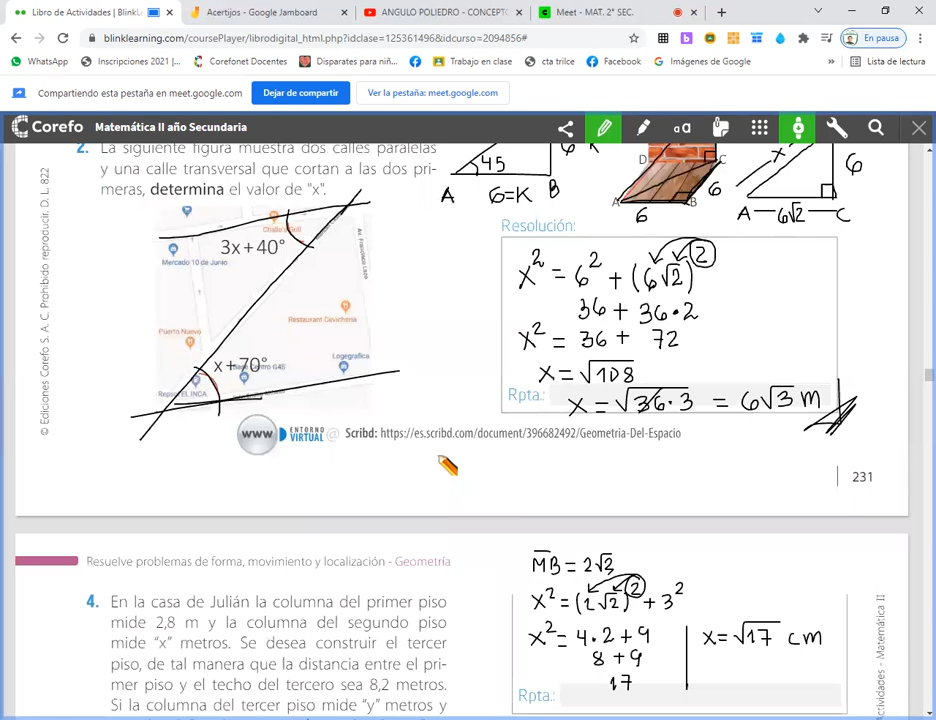 Libro de Actividades | BlinkL
Acertijos - Google Jamboard
ANGULO POLIEDRO - CONCEPTO
Meet - MAT. 2° SEC.
blinklearning.com/coursePlayer/librodigital_html.php?idclase=125361496&idcurso=2094856#
En pausa
WhatsApp
Inscripciones 2021 |...
Corefonet Docentes
Disparates para niñ...
Trabajo en clase
cta trilce
Facebook
Imágenes de Google
»
Lista de lectura
Compartiendo esta pestaña en meet.google.com
Dejar de compartir
Ver la pestaña: meet.google.com
Corefo
Matemática II año Secundaria
aa
© Ediciones Corefo S. A. C. Prohibido reproducir. D. L. 822
2. La siguiente figura muestra dos calles paralelas
y una calle transversal que cortan a las dos pri-
meras, determina el valor de "x".
3x+40°
Mercado 10 de Junio
Restaurant Cevicheria
Puerto Nuevo
x+70°
Logegrafica
Repsol EL INCA
45
6 K
A 6=K B
D
C
A
B
6
6
x
6
A — 6√2 — C
Resolución:
x² = 6² + (6√2)²
36 + 36·2
x² = 36 + 72
x = √108
Rpta.: x = √36·3 = 6√3 m
www ENTORNO VIRTUAL @ Scribd: https://es.scribd.com/document/396682492/Geometria-Del-Espacio
231
Resuelve problemas de forma, movimiento y localización - Geometría
4. En la casa de Julián la columna del primer piso
mide 2,8 m y la columna del segundo piso
mide "x" metros. Se desea construir el tercer
piso, de tal manera que la distancia entre el pri-
mer piso y el techo del tercero sea 8,2 metros.
Si la columna del tercer piso mide "y" metros y
x² = (2√2)² + 3²
x² = 4·2+9
8+9
17
x=√17 cm
Rpta.:
ctividades - Matemática II